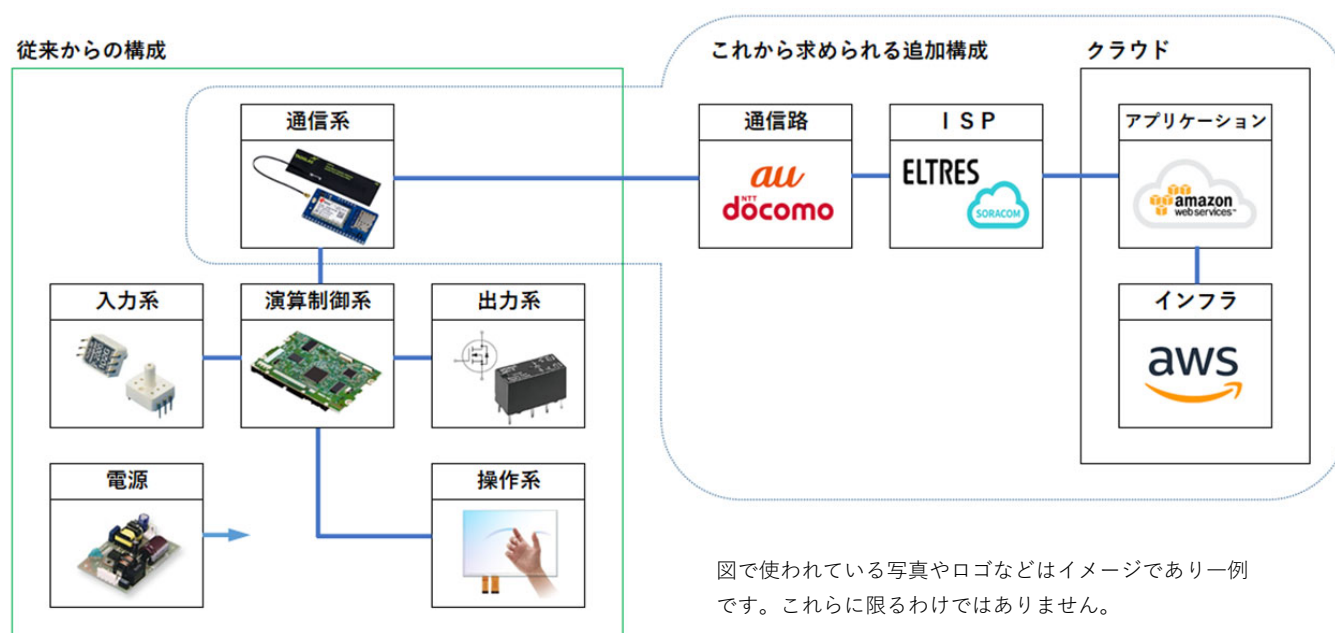 従来からの構成
これから求められる追加構成
クラウド
通信系
通信路
au
NTT
docomo
ISP
ELTRES
SORACOM
アプリケーション
amazon
web services™
入力系
演算制御系
出力系
インフラ
aws
電源
操作系
図で使われている写真やロゴなどはイメージであり一例
です。これらに限るわけではありません。